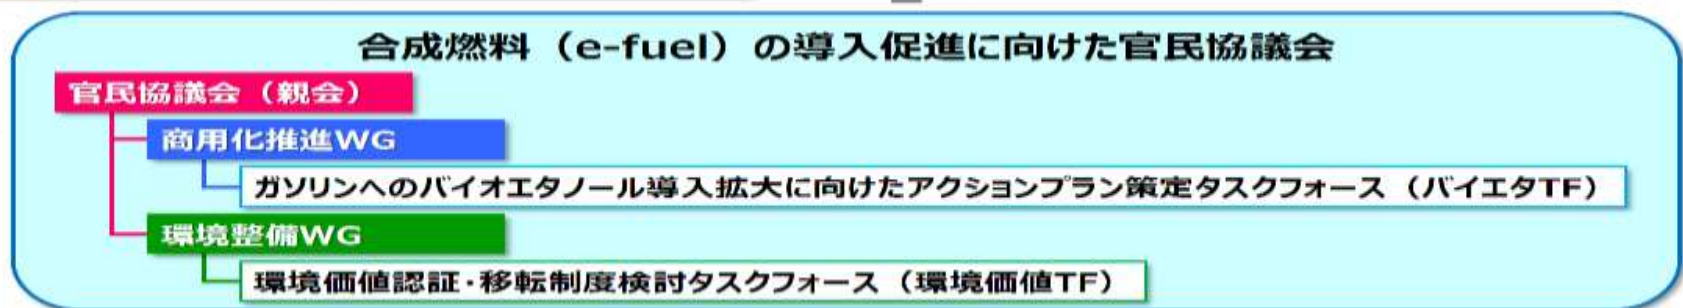 合成燃料（e-fuel）の導入促進に向けた官民協議会
官民協議会（親会）
商用化推進WG
ガソリンへのバイオエタノール導入拡大に向けたアクションプラン策定タスクフォース（バイエタTF）
環境整備WG
環境価値認証･移転制度検討タスクフォース（環境価値TF）